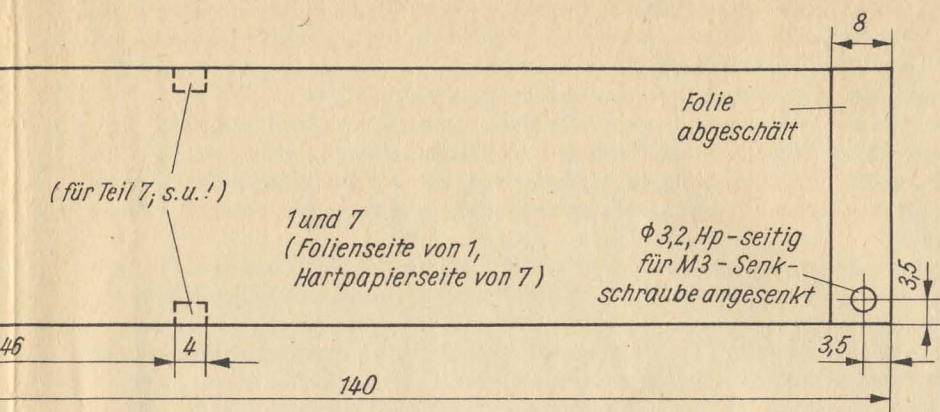 8
Folie
abgeschält
(für Teil 7; s.u.!)
1 und 7
(Folienseite von 1,
Hartpapierseite von 7)
Φ3,2, Hp-seitig
für M3-Senk-
schraube angesenkt
3,5
46
4
3,5
140